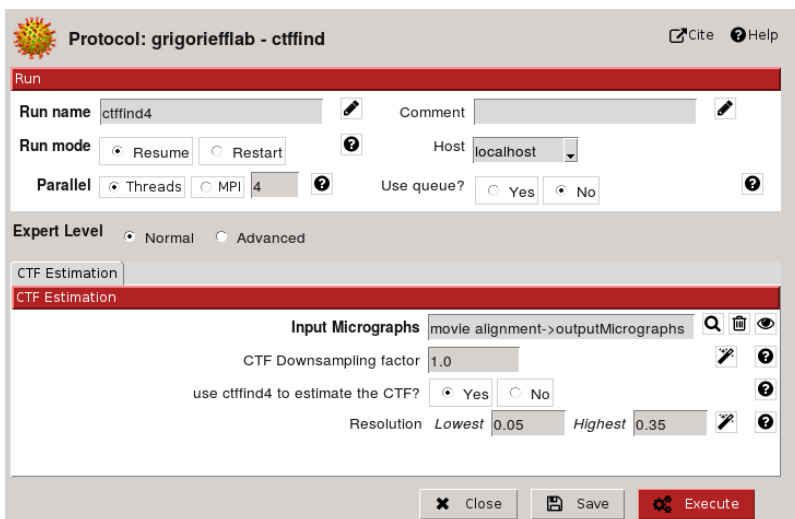 Protocol: grigoriefflab - ctffind Cite Help
Run
Run name ctffind4 Comment
Run mode Resume Restart Host localhost
Parallel Threads MPI 4 Use queue? Yes No
Expert Level Normal Advanced
CTF Estimation
CTF Estimation
Input Micrographs movie alignment->outputMicrographs
CTF Downsampling factor 1.0
use ctffind4 to estimate the CTF? Yes No
Resolution Lowest 0.05 Highest 0.35
Close Save Execute